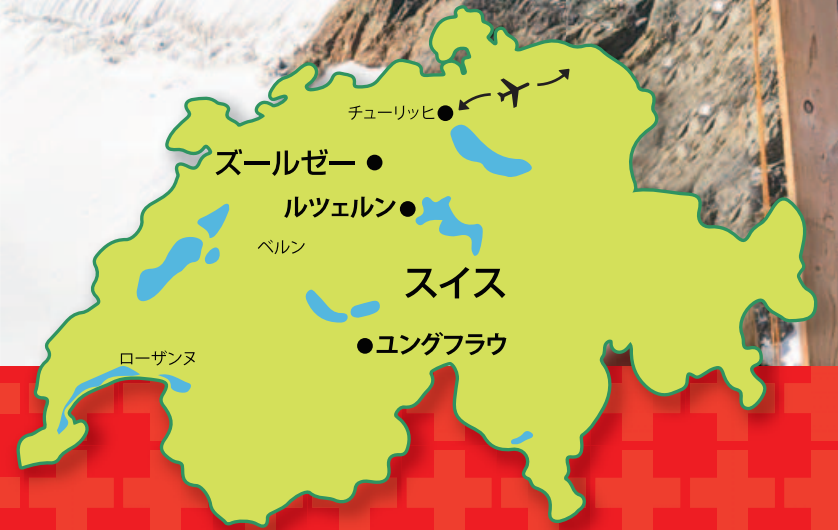 チューリッヒ
ズールゼー
ルツェルン
ベルン
スイス
ユングフラウ
ローザンヌ